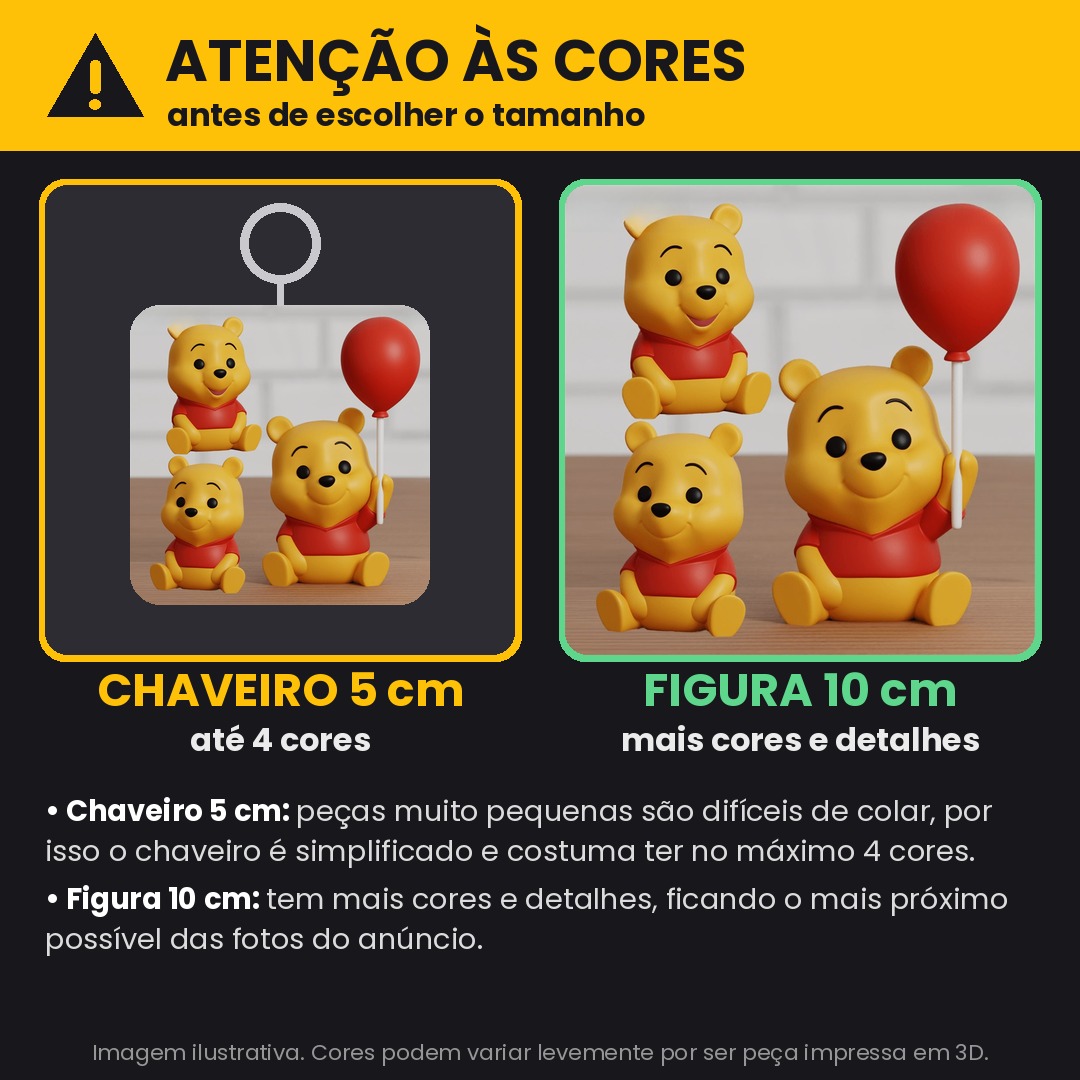 ATENÇÃO ÀS CORES
antes de escolher o tamanho
CHAVEIRO 5 cm
até 4 cores
FIGURA 10 cm
mais cores e detalhes
• Chaveiro 5 cm: peças muito pequenas são difíceis de colar, por
isso o chaveiro é simplificado e costuma ter no máximo 4 cores.
• Figura 10 cm: tem mais cores e detalhes, ficando o mais próximo
possível das fotos do anúncio.
Imagem ilustrativa. Cores podem variar levemente por ser peça impressa em 3D.